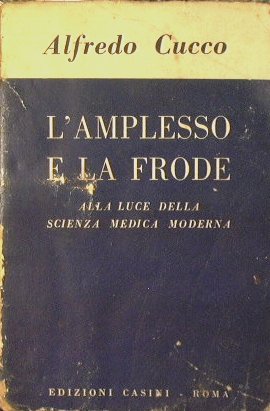 Alfredo Cucco
L'AMPLESSO
E LA FRODE
ALLA LUCE DELLA
SCIENZA MEDICA MODERNA
EDIZIONI CASINI - ROMA